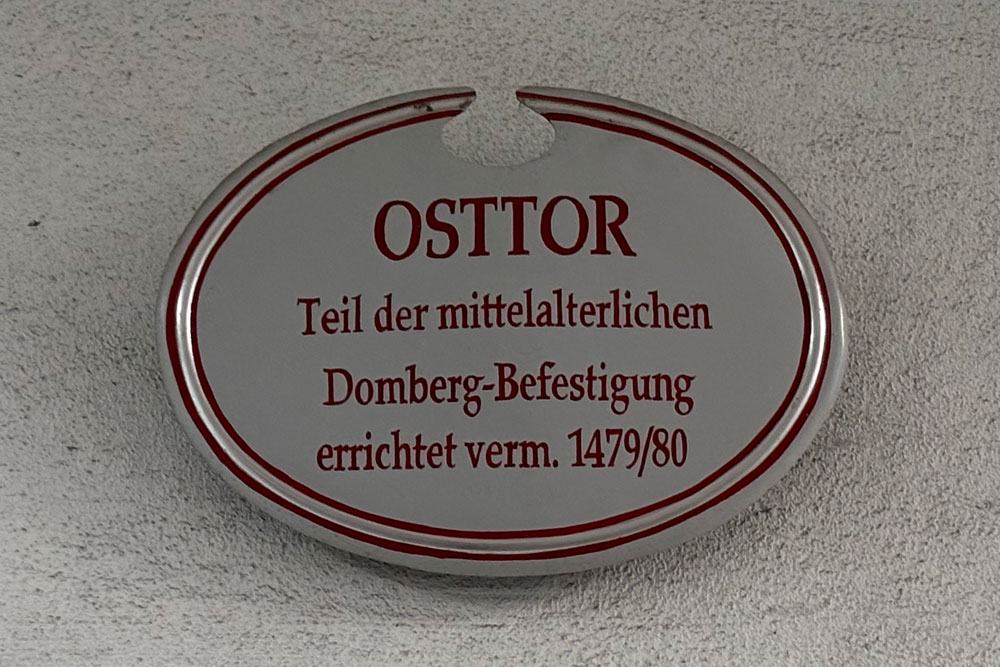 OSTTOR
Teil der mittelalterlichen
Domberg-Befestigung
errichtet verm. 1479/80